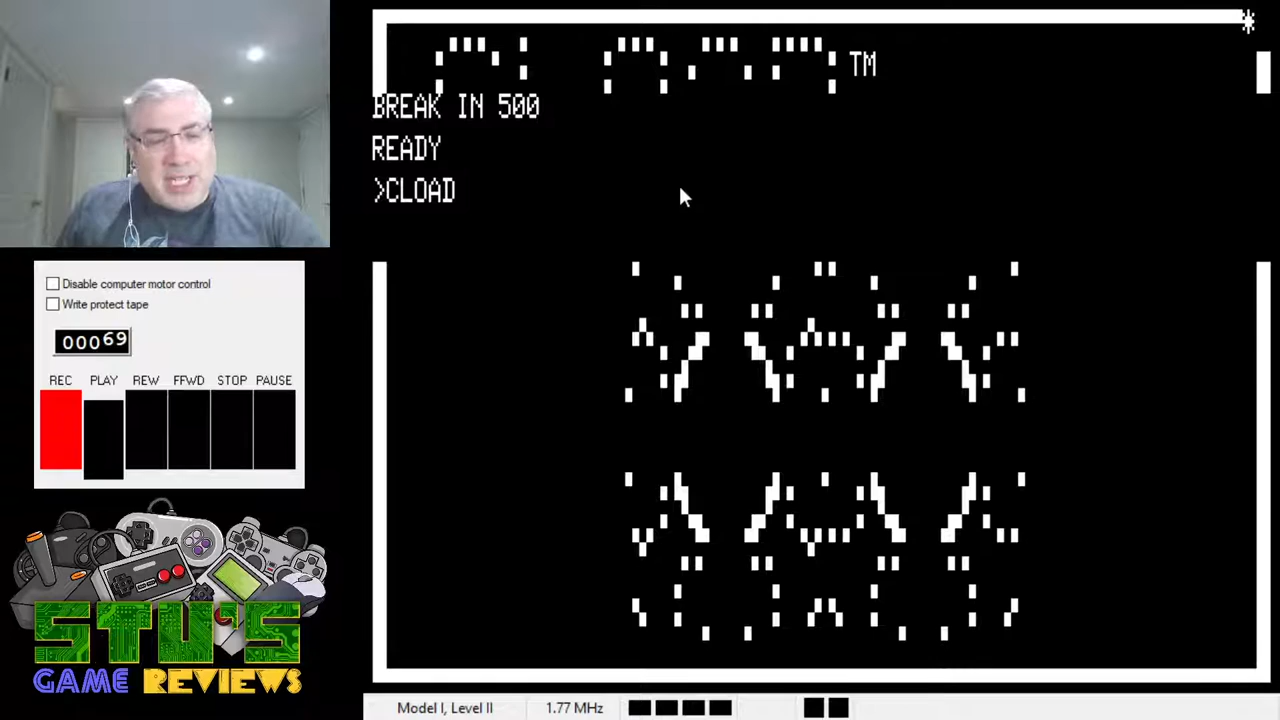 *
TM
BREAK IN 500
READY
>CLOAD
Disable computer motor control
Write protect tape
00069
REC PLAY REW FFWD STOP PAUSE
STU'S
GAME REVIEWS
Model I, Level II 1.77 MHz